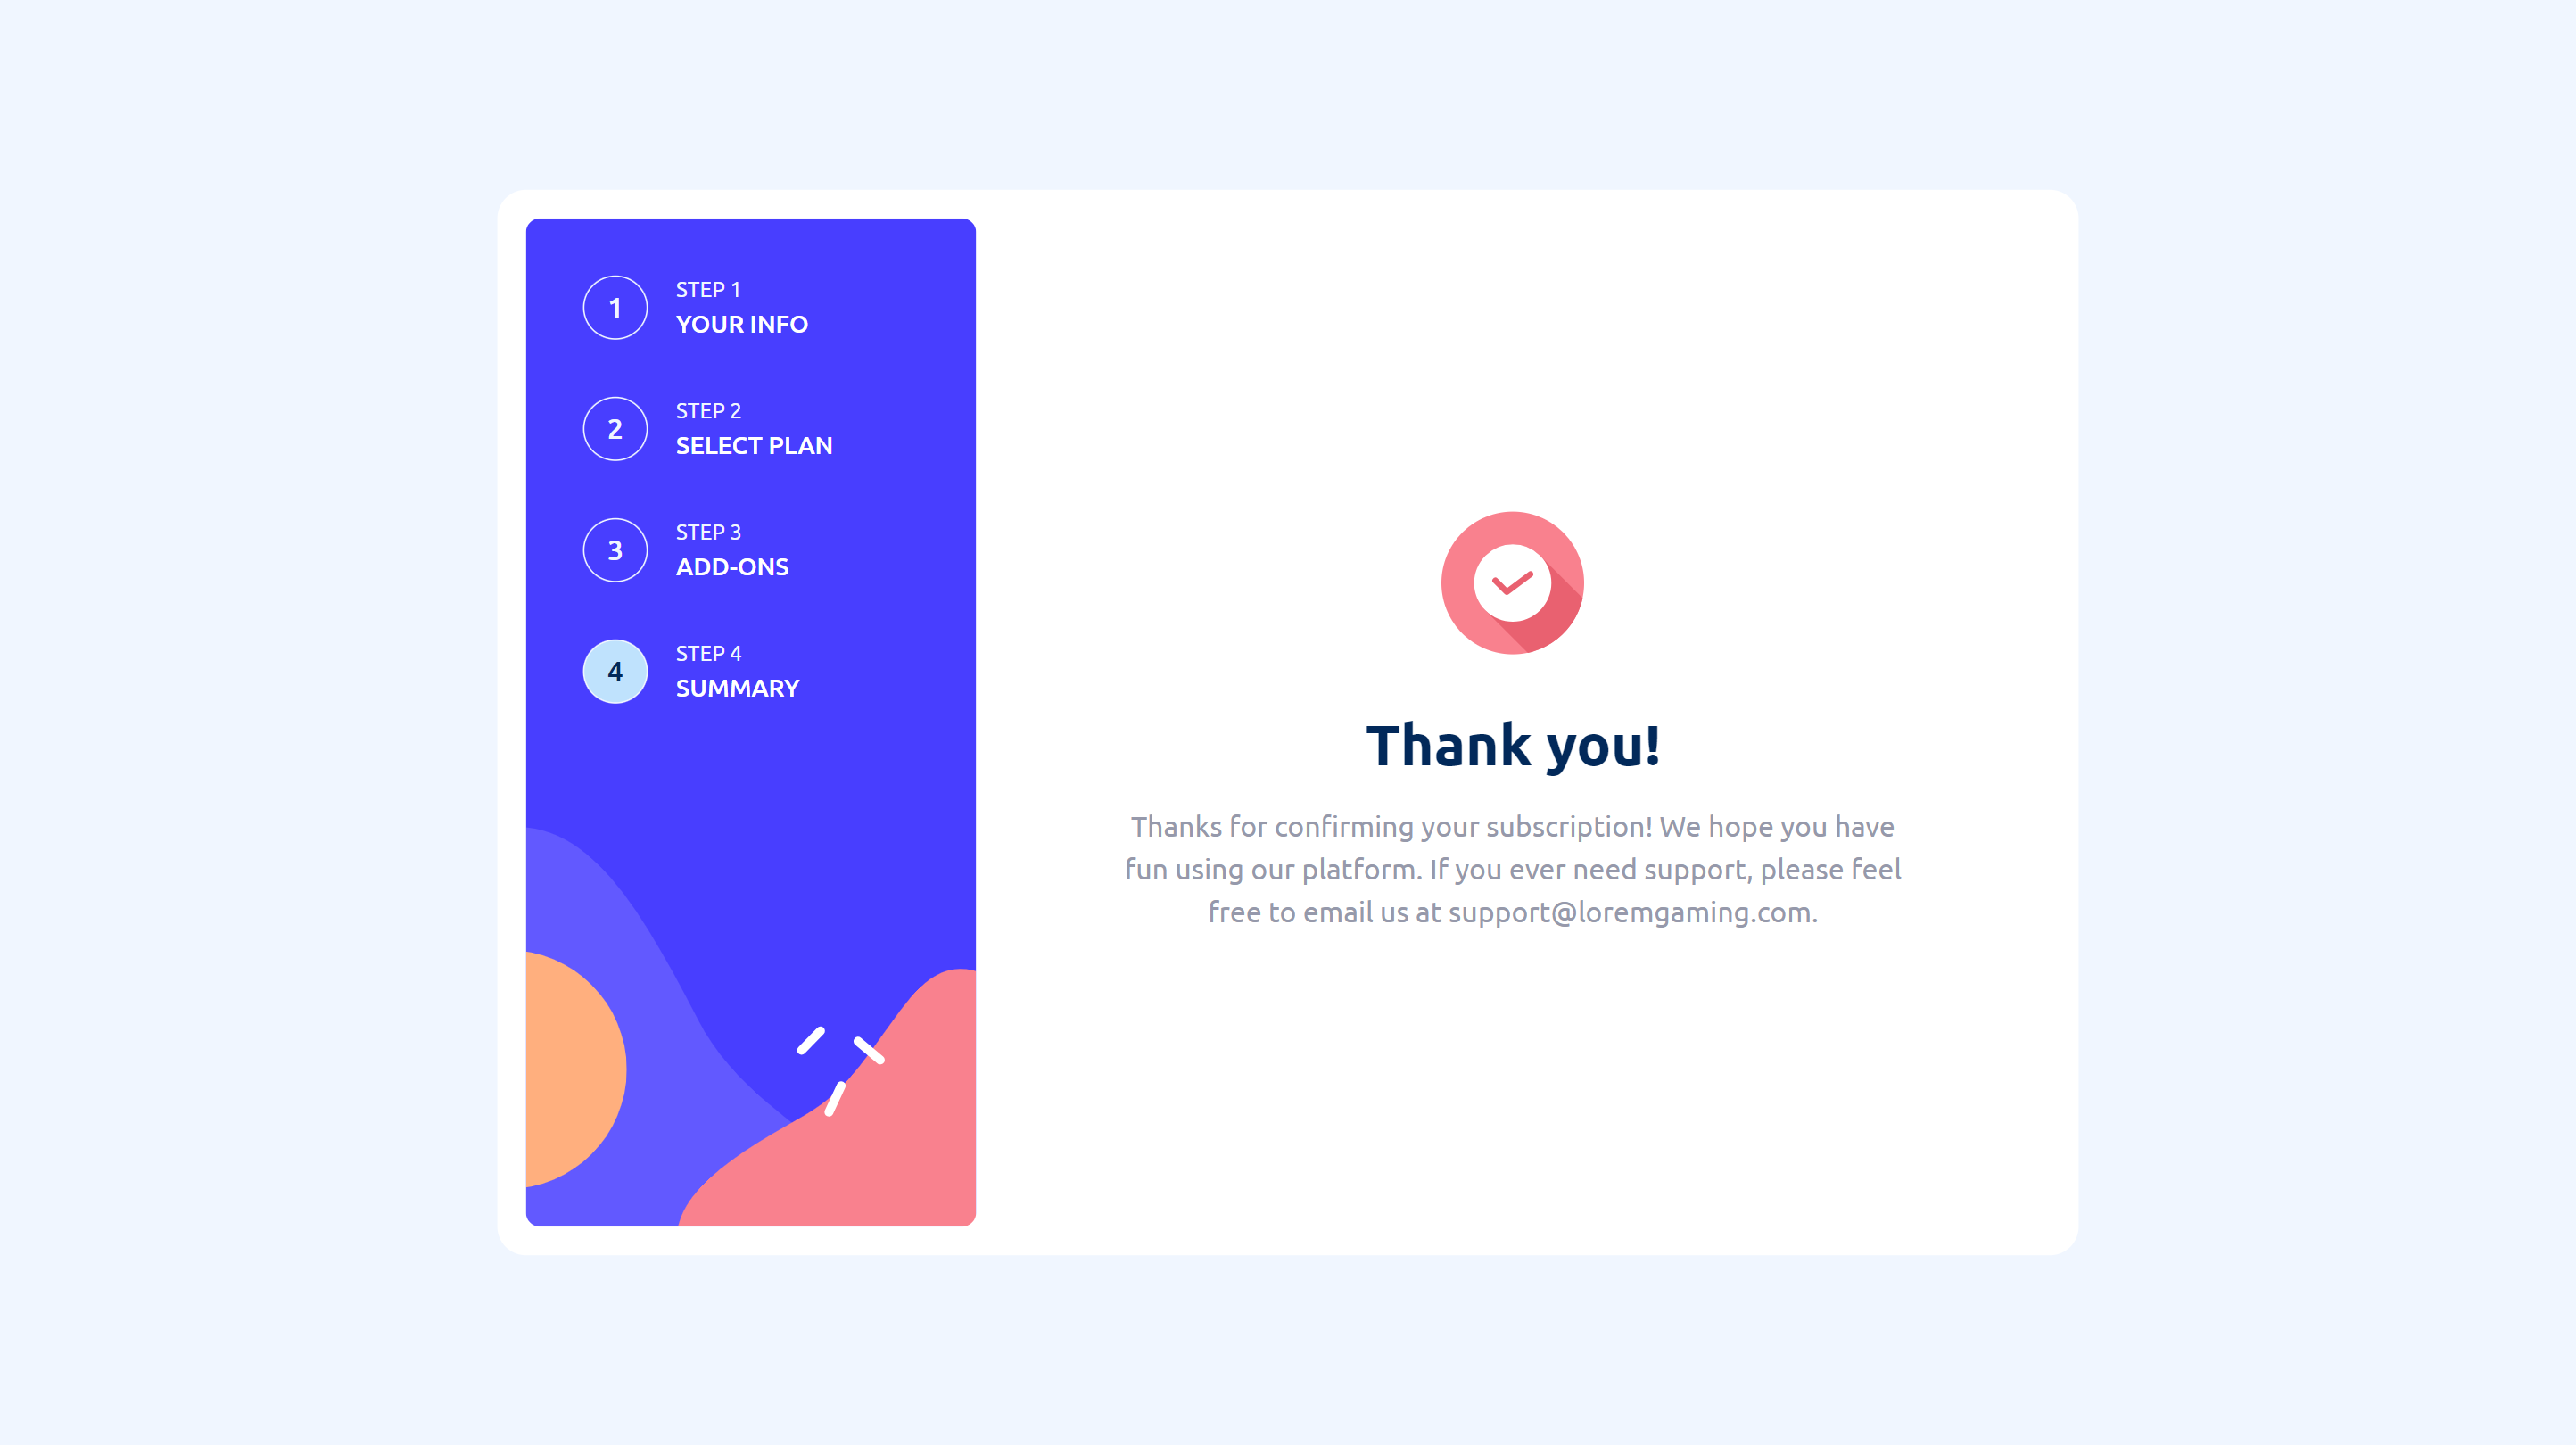 1
STEP 1
YOUR INFO
2
STEP 2
SELECT PLAN
3
STEP 3
ADD-ONS
4
STEP 4
SUMMARY
Thank you!
Thanks for confirming your subscription! We hope you have
fun using our platform. If you ever need support, please feel
free to email us at support@loremgaming.com.